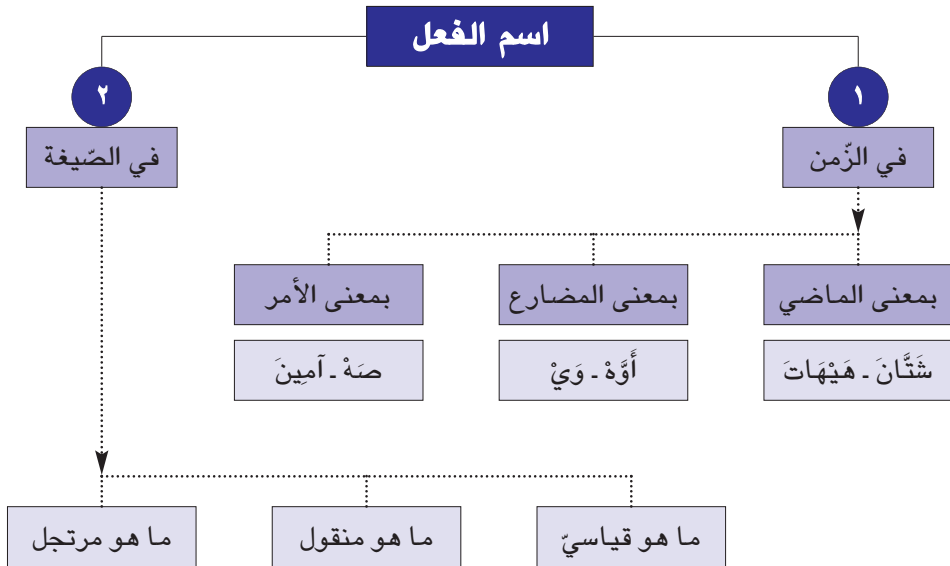 اسم الفعل
١
٢
في الزّمن
في الصّيغة
بمعنى الماضي
بمعنى المضارع
بمعنى الأمر
شَتَّانَ ـ هَيْهَاتَ
أَوَّهْ ـ وَيْ
صَهْ ـ آمِينَ
ما هو قياسيّ
ما هو منقول
ما هو مرتجل